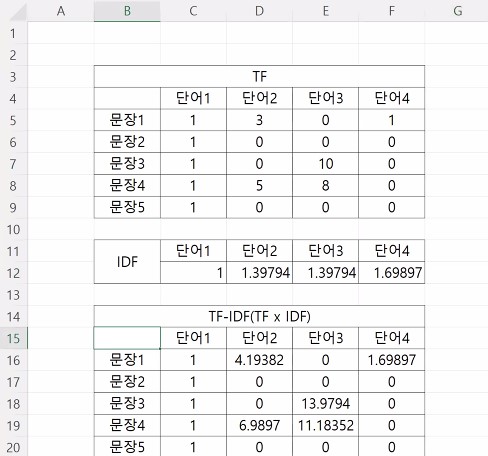 A B C D E F G
1
2
3 TF
4 단어1 단어2 단어3 단어4
5 문장1 1 3 0 1
6 문장2 1 0 0 0
7 문장3 1 0 10 0
8 문장4 1 5 8 0
9 문장5 1 0 0 0
10
11 IDF 단어1 단어2 단어3 단어4
12 1 1.39794 1.39794 1.69897
13
14 TF-IDF(TF x IDF)
15 단어1 단어2 단어3 단어4
16 문장1 1 4.19382 0 1.69897
17 문장2 1 0 0 0
18 문장3 1 0 13.9794 0
19 문장4 1 6.9897 11.18352 0
20 문장5 1 0 0 0